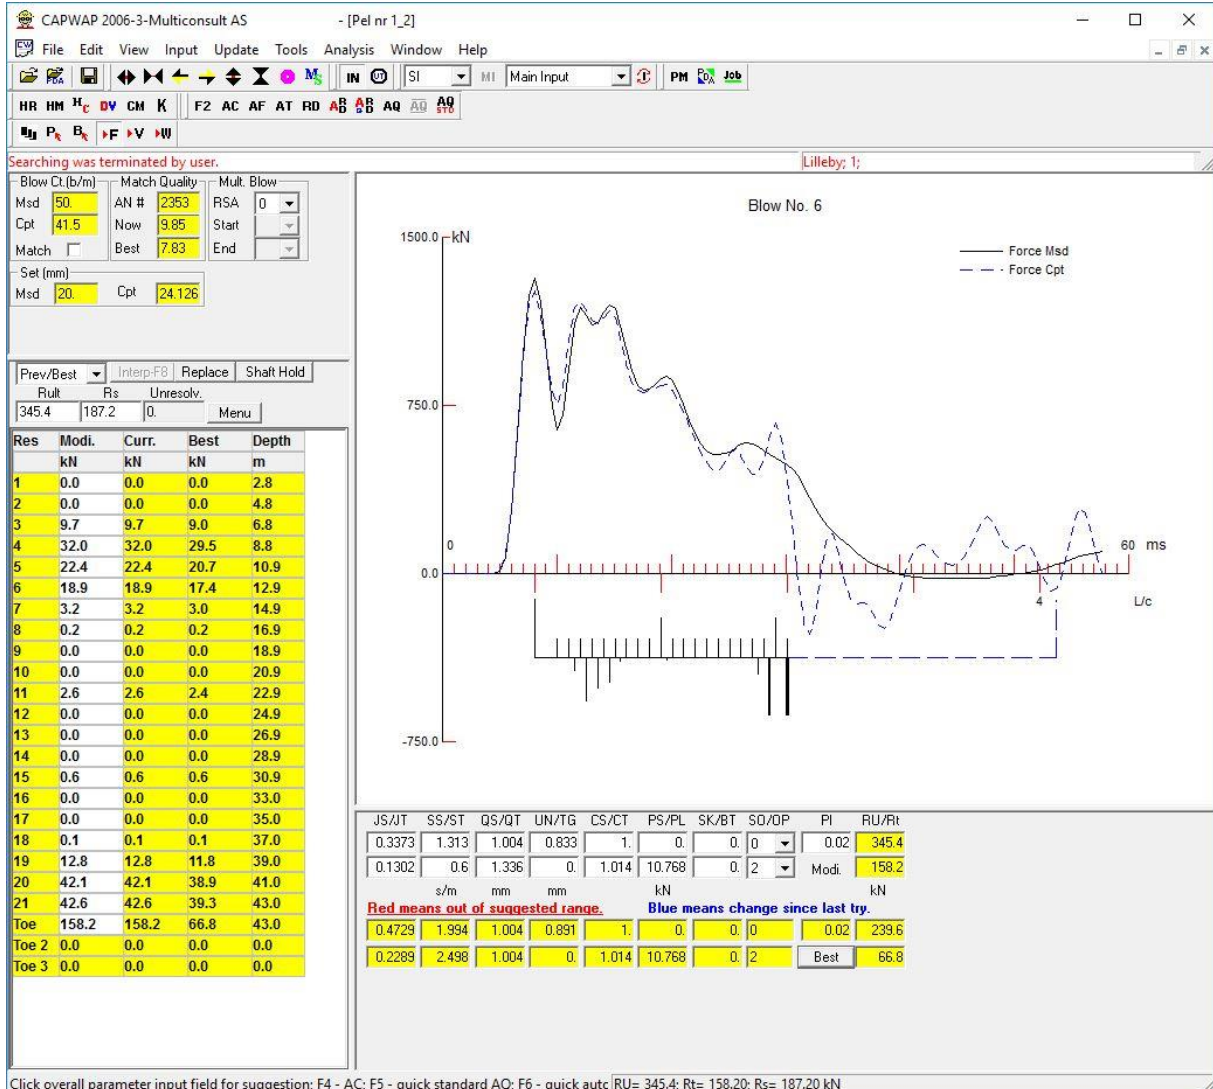 CAPWAP 2006-3-Multiconsult AS - [Pel nr 1_2]
File Edit View Input Update Tools Analysis Window Help
PDA MS IN UT SI MI Main Input PM PDA Job
HR HM HC DV CM K F2 AC AF AT RD AQ AQ AQ STD
F V W
Searching was terminated by user. Lilleby; 1;
Blow Ct.(b/m) Match Quality Mult. Blow
Msd 50. AN # 2353 RSA 0
Cpt 41.5 Now 9.85 Start
Match Best 7.83 End
Set (mm)
Msd 20. Cpt 24.126
Prev/Best Interp-F8 Replace Shaft Hold
Rult Rs Unresolv.
345.4 187.2 0. Menu
Res Modi. Curr. Best Depth
kN kN kN m
1 0.0 0.0 0.0 2.8
2 0.0 0.0 0.0 4.8
3 9.7 9.7 9.0 6.8
4 32.0 32.0 29.5 8.8
5 22.4 22.4 20.7 10.9
6 18.9 18.9 17.4 12.9
7 3.2 3.2 3.0 14.9
8 0.2 0.2 0.2 16.9
9 0.0 0.0 0.0 18.9
10 0.0 0.0 0.0 20.9
11 2.6 2.6 2.4 22.9
12 0.0 0.0 0.0 24.9
13 0.0 0.0 0.0 26.9
14 0.0 0.0 0.0 28.9
15 0.6 0.6 0.6 30.9
16 0.0 0.0 0.0 33.0
17 0.0 0.0 0.0 35.0
18 0.1 0.1 0.1 37.0
19 12.8 12.8 11.8 39.0
20 42.1 42.1 38.9 41.0
21 42.6 42.6 39.3 43.0
Toe 158.2 158.2 66.8 43.0
Toe 2 0.0 0.0 0.0 0.0
Toe 3 0.0 0.0 0.0 0.0
Blow No. 6
1500.0 kN
Force Msd
Force Cpt
750.0
0 60 ms
0.0
4 L/c
-750.0
JS/JT SS/ST QS/QT UN/TG CS/CT PS/PL SK/BT SO/OP PI RU/Rt
0.3373 1.313 1.004 0.833 1. 0. 0. 0 0.02 345.4
0.1302 0.6 1.336 0. 1.014 10.768 0. 2 Modi. 158.2
s/m mm mm kN kN
Red means out of suggested range. Blue means change since last try.
0.4729 1.994 1.004 0.891 1. 0. 0. 0 0.02 239.6
0.2289 2.498 1.004 0. 1.014 10.768 0. 2 Best 66.8
Click overall parameter input field for suggestion; F4 - AC; F5 - quick standard AQ; F6 - quick autc RU= 345.4; Rt= 158.20; Rs= 187.20 kN